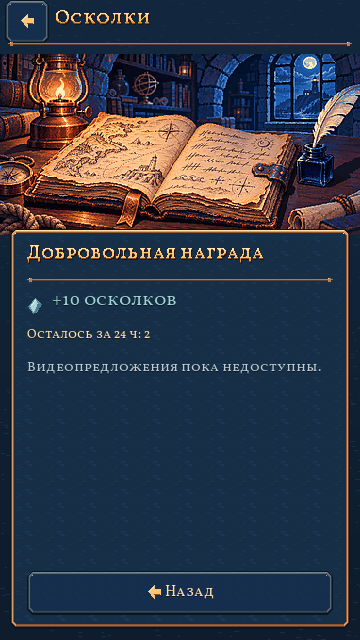 Осколки
Добровольная награда
+10 осколков
Осталось за 24 ч: 2
Видеопредложения пока недоступны.
Назад